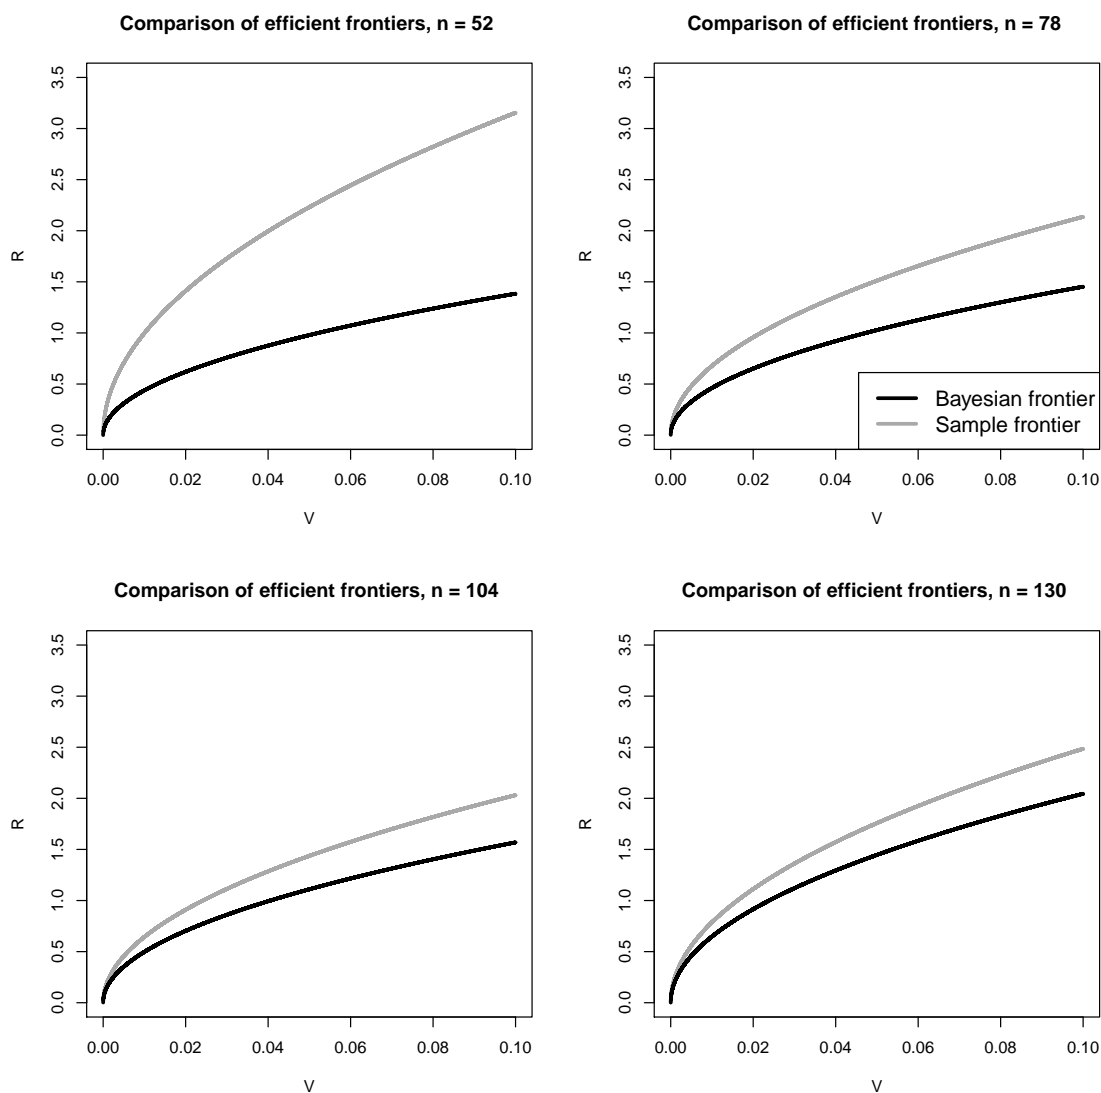 Comparison of efficient frontiers, n = 52
R
3.5
3.0
2.5
2.0
1.5
1.0
0.5
0.0
0.00 0.02 0.04 0.06 0.08 0.10
V
Comparison of efficient frontiers, n = 78
R
3.5
3.0
2.5
2.0
1.5
1.0
0.5
0.0
Bayesian frontier
Sample frontier
0.00 0.02 0.04 0.06 0.08 0.10
V
Comparison of efficient frontiers, n = 104
R
3.5
3.0
2.5
2.0
1.5
1.0
0.5
0.0
0.00 0.02 0.04 0.06 0.08 0.10
V
Comparison of efficient frontiers, n = 130
R
3.5
3.0
2.5
2.0
1.5
1.0
0.5
0.0
0.00 0.02 0.04 0.06 0.08 0.10
V